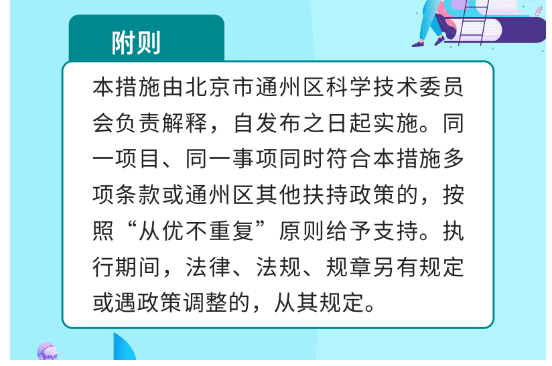 附则
本措施由北京市通州区科学技术委员
会负责解释，自发布之日起实施。同
一项目、同一事项同时符合本措施多
项条款或通州区其他扶持政策的，按
照“从优不重复”原则给予支持。执
行期间，法律、法规、规章另有规定
或遇政策调整的，从其规定。